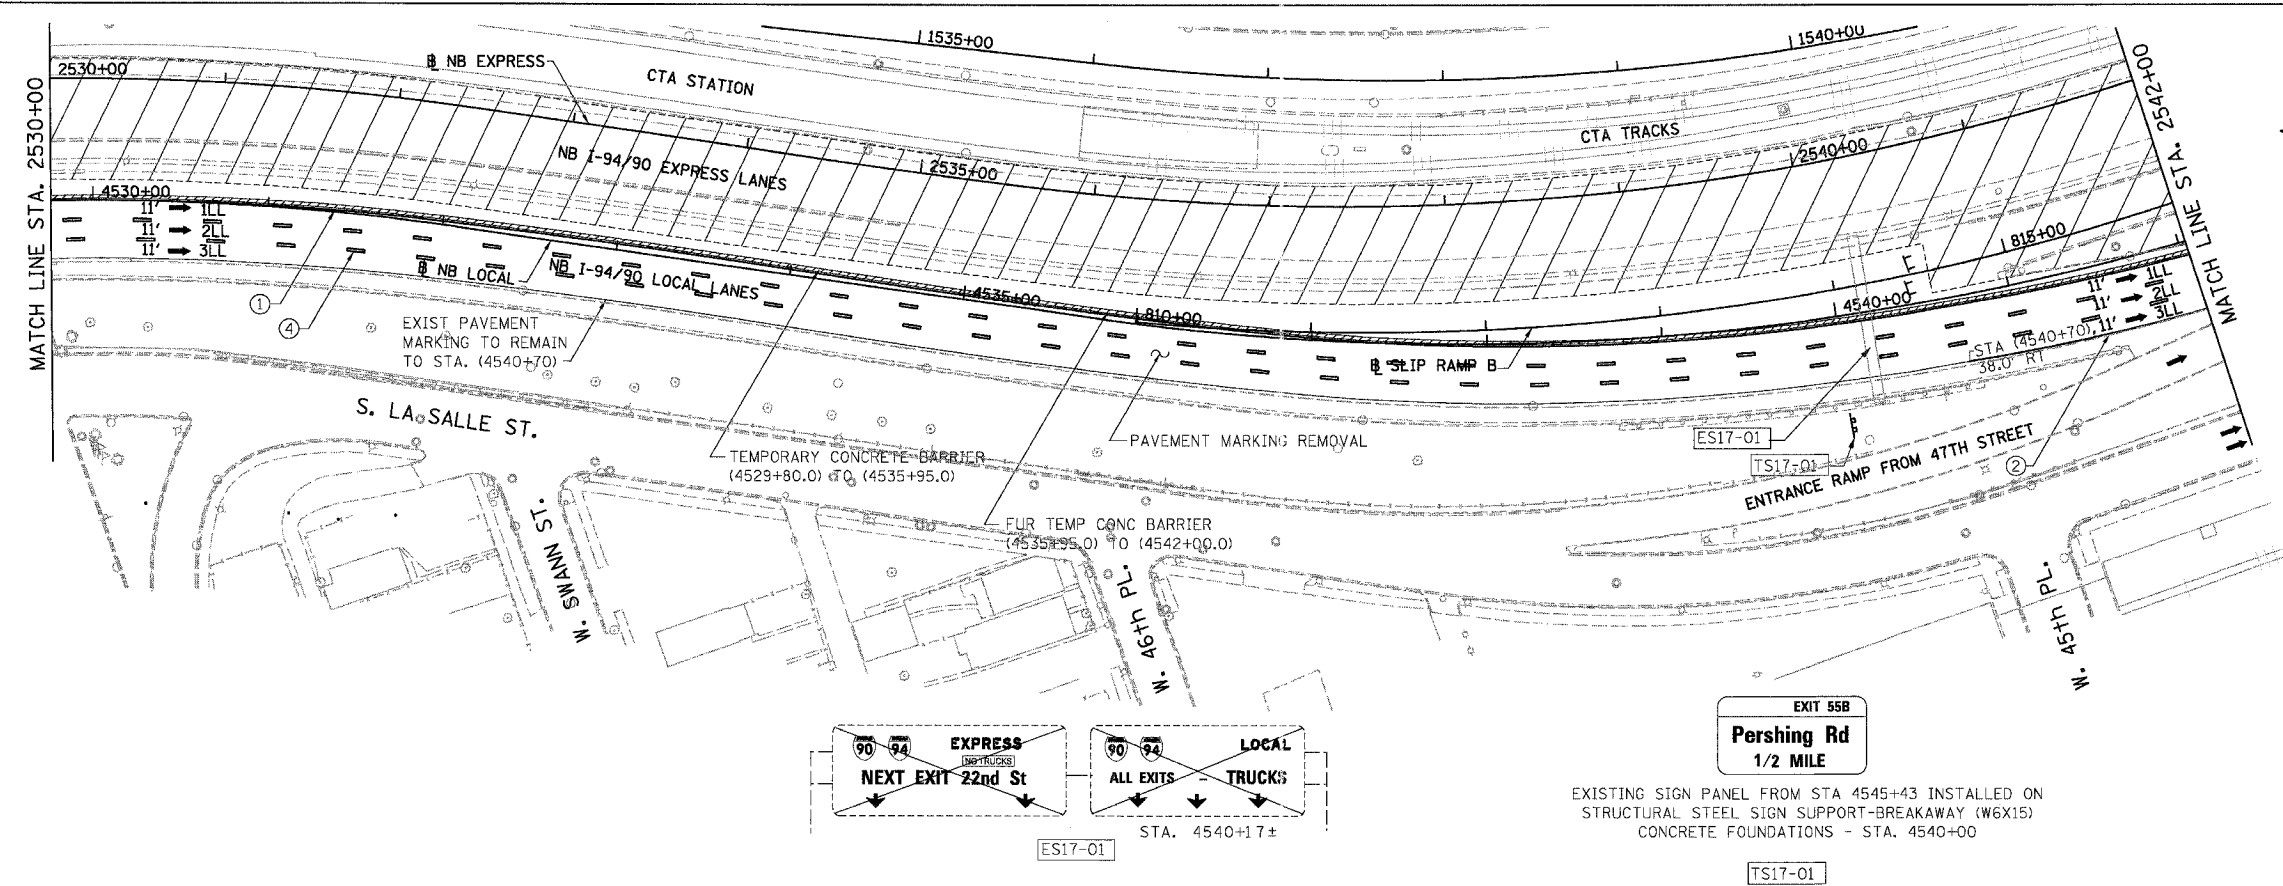 1535+00
1540+00
2530+00
℄ NB EXPRESS
CTA STATION
MATCH LINE STA. 2530+00
MATCH LINE STA. 2542+00
CTA TRACKS
2540+00
NB I-94/90 EXPRESS LANES
2535+00
4530+00
11' 1LL
11' 2LL
11' 3LL
815+00
11' 1LL
11' 2LL
11' 3LL
℄ NB LOCAL
NB I-94/90 LOCAL LANES
4535+00
810+00
4540+00
1
4
EXIST PAVEMENT
MARKING TO REMAIN
TO STA. (4540+70)
℄ SLIP RAMP B
STA (4540+70),
38.0' RT
S. LA SALLE ST.
PAVEMENT MARKING REMOVAL
ES17-01
TS17-01
TEMPORARY CONCRETE BARRIER
(4529+80.0) TO (4535+95.0)
ENTRANCE RAMP FROM 47TH STREET
2
FUR TEMP CONC BARRIER
(4535+95.0) TO (4542+00.0)
W. SWANN ST.
W. 46th PL.
W. 45th PL.
90 94 EXPRESS
NO TRUCKS
NEXT EXIT 22nd St
90 94 LOCAL
ALL EXITS - TRUCKS
STA. 4540+17±
ES17-01
EXIT 55B
Pershing Rd
1/2 MILE
EXISTING SIGN PANEL FROM STA 4545+43 INSTALLED ON
STRUCTURAL STEEL SIGN SUPPORT-BREAKAWAY (W6X15)
CONCRETE FOUNDATIONS - STA. 4540+00
TS17-01